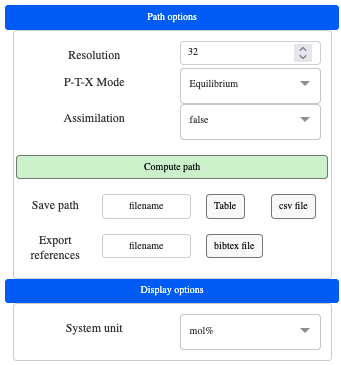 Path options
Resolution 32
P-T-X Mode Equilibrium
Assimilation false
Compute path
Save path filename Table csv file
Export
references filename bibtex file
Display options
System unit mol%